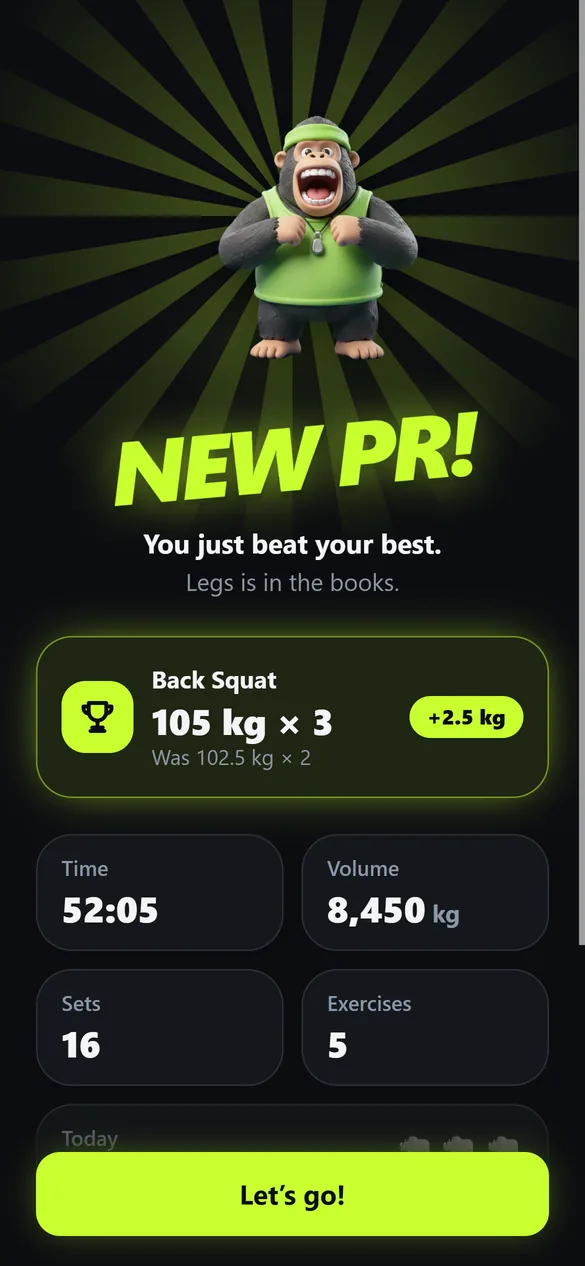 NEW PR!
You just beat your best.
Legs is in the books.
Back Squat
105 kg × 3
Was 102.5 kg × 2
+2.5 kg
Time
52:05
Volume
8,450 kg
Sets
16
Exercises
5
Today
Let’s go!